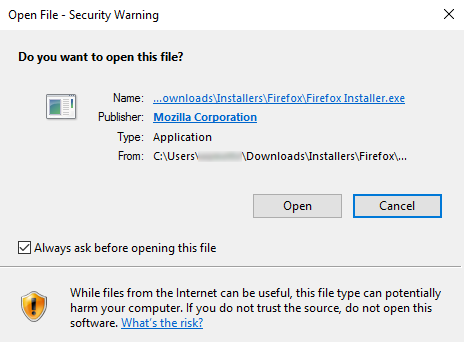 Open File - Security Warning
Do you want to open this file?
Name: ...ownloads\Installers\Firefox\Firefox Installer.exe
Publisher: Mozilla Corporation
Type: Application
From: C:\Users\ \Downloads\Installers\Firefox\...
Open Cancel
Always ask before opening this file
While files from the Internet can be useful, this file type can potentially
harm your computer. If you do not trust the source, do not open this
software. What's the risk?